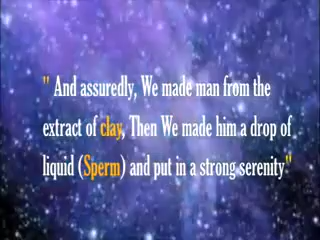 " And assuredly, We made man from the
extract of clay, Then We made him a drop of
liquid (Sperm) and put in a strong serenity"